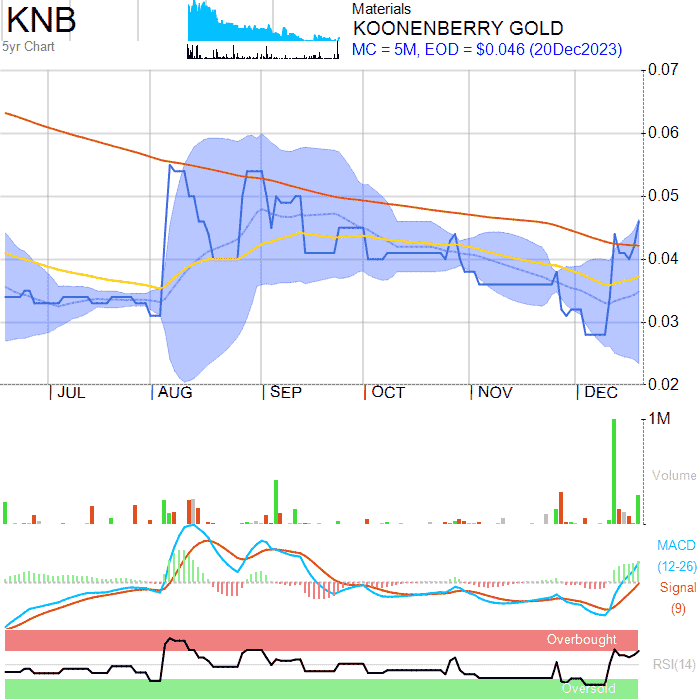 KNB
5yr Chart
Materials
KOONENBERRY GOLD
MC = 5M, EOD = $0.046 (20Dec2023)
0.07
0.06
0.05
0.04
0.03
0.02
JUL AUG SEP OCT NOV DEC
1M
Volume
MACD
(12-26)
Signal
(9)
Overbought
RSI(14)
Oversold